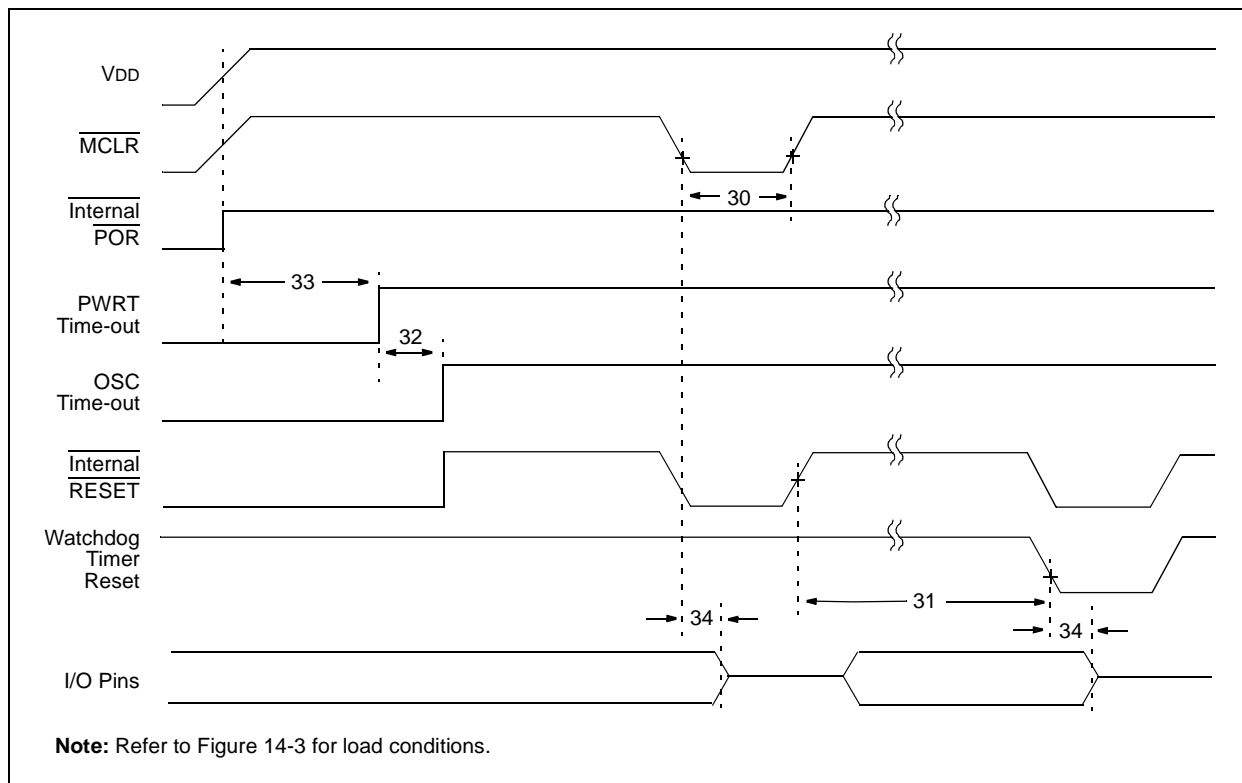 VDD
MCLR
30
Internal
POR
33
PWRT
Time-out
32
OSC
Time-out
Internal
RESET
Watchdog
Timer
Reset
31
34
34
I/O Pins
Note: Refer to Figure 14-3 for load conditions.